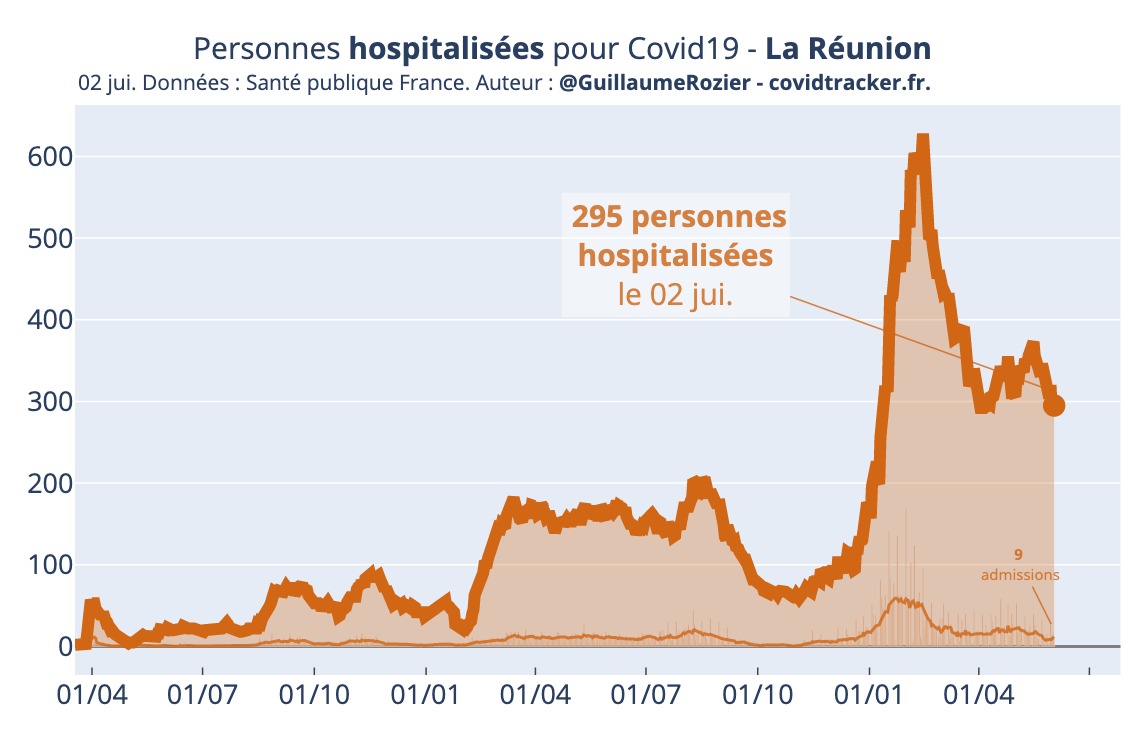 Personnes hospitalisées pour Covid19 - La Réunion
02 jui. Données : Santé publique France. Auteur : @GuillaumeRozier - covidtracker.fr.
600
500
400
300
200
100
0
295 personnes
hospitalisées
le 02 jui.
9
admissions
01/04 01/07 01/10 01/01 01/04 01/07 01/10 01/01 01/04